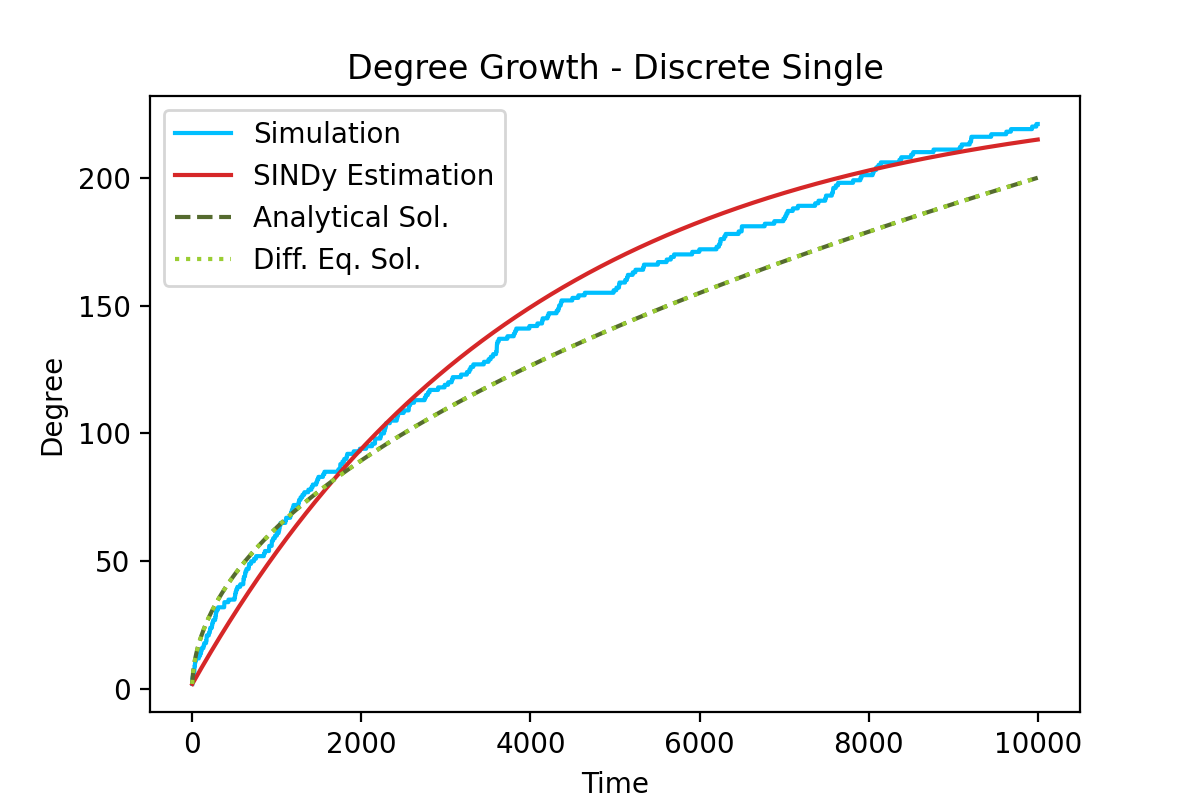 Degree Growth - Discrete Single
Simulation
SINDy Estimation
Analytical Sol.
Diff. Eq. Sol.
200
150
100
50
0
Degree
0 2000 4000 6000 8000 10000
Time